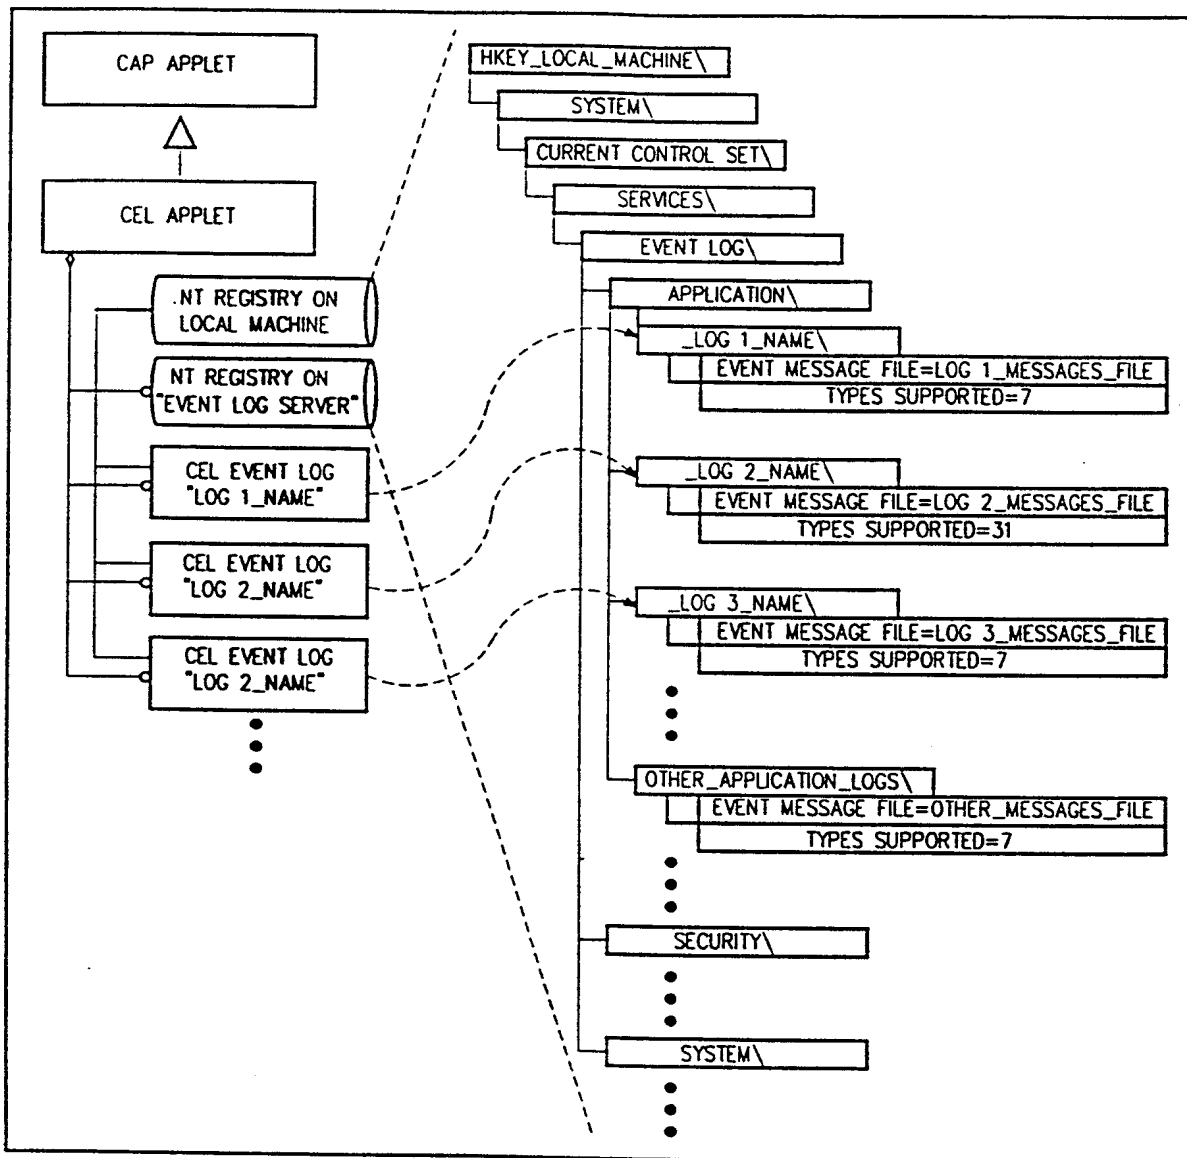 CAP APPLET
CEL APPLET
.NT REGISTRY ON
LOCAL MACHINE
NT REGISTRY ON
"EVENT LOG SERVER"
CEL EVENT LOG
"LOG 1_NAME"
CEL EVENT LOG
"LOG 2_NAME"
CEL EVENT LOG
"LOG 2_NAME"
HKEY_LOCAL_MACHINE\
SYSTEM\
CURRENT CONTROL SET\
SERVICES\
EVENT LOG\
APPLICATION\
_LOG 1_NAME\
EVENT MESSAGE FILE=LOG 1_MESSAGES_FILE
TYPES SUPPORTED=7
_LOG 2_NAME\
EVENT MESSAGE FILE=LOG 2_MESSAGES_FILE
TYPES SUPPORTED=31
_LOG 3_NAME\
EVENT MESSAGE FILE=LOG 3_MESSAGES_FILE
TYPES SUPPORTED=7
OTHER_APPLICATION_LOGS\
EVENT MESSAGE FILE=OTHER_MESSAGES_FILE
TYPES SUPPORTED=7
SECURITY\
SYSTEM\